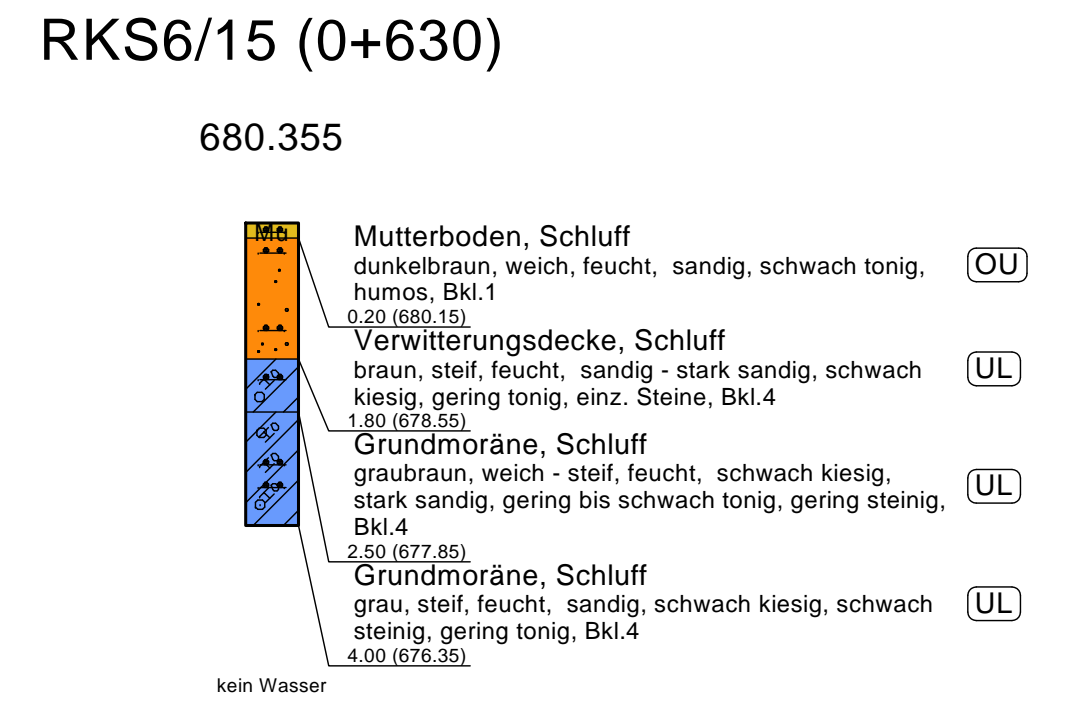 RKS6/15 (0+630)
680.355
Mu
Mutterboden, Schluff
dunkelbraun, weich, feucht, sandig, schwach tonig,
humos, Bkl.1
OU
0.20 (680.15)
Verwitterungsdecke, Schluff
braun, steif, feucht, sandig - stark sandig, schwach
kiesig, gering tonig, einz. Steine, Bkl.4
UL
1.80 (678.55)
Grundmoräne, Schluff
graubraun, weich - steif, feucht, schwach kiesig,
stark sandig, gering bis schwach tonig, gering steinig,
Bkl.4
UL
2.50 (677.85)
Grundmoräne, Schluff
grau, steif, feucht, sandig, schwach kiesig, schwach
steinig, gering tonig, Bkl.4
UL
4.00 (676.35)
kein Wasser